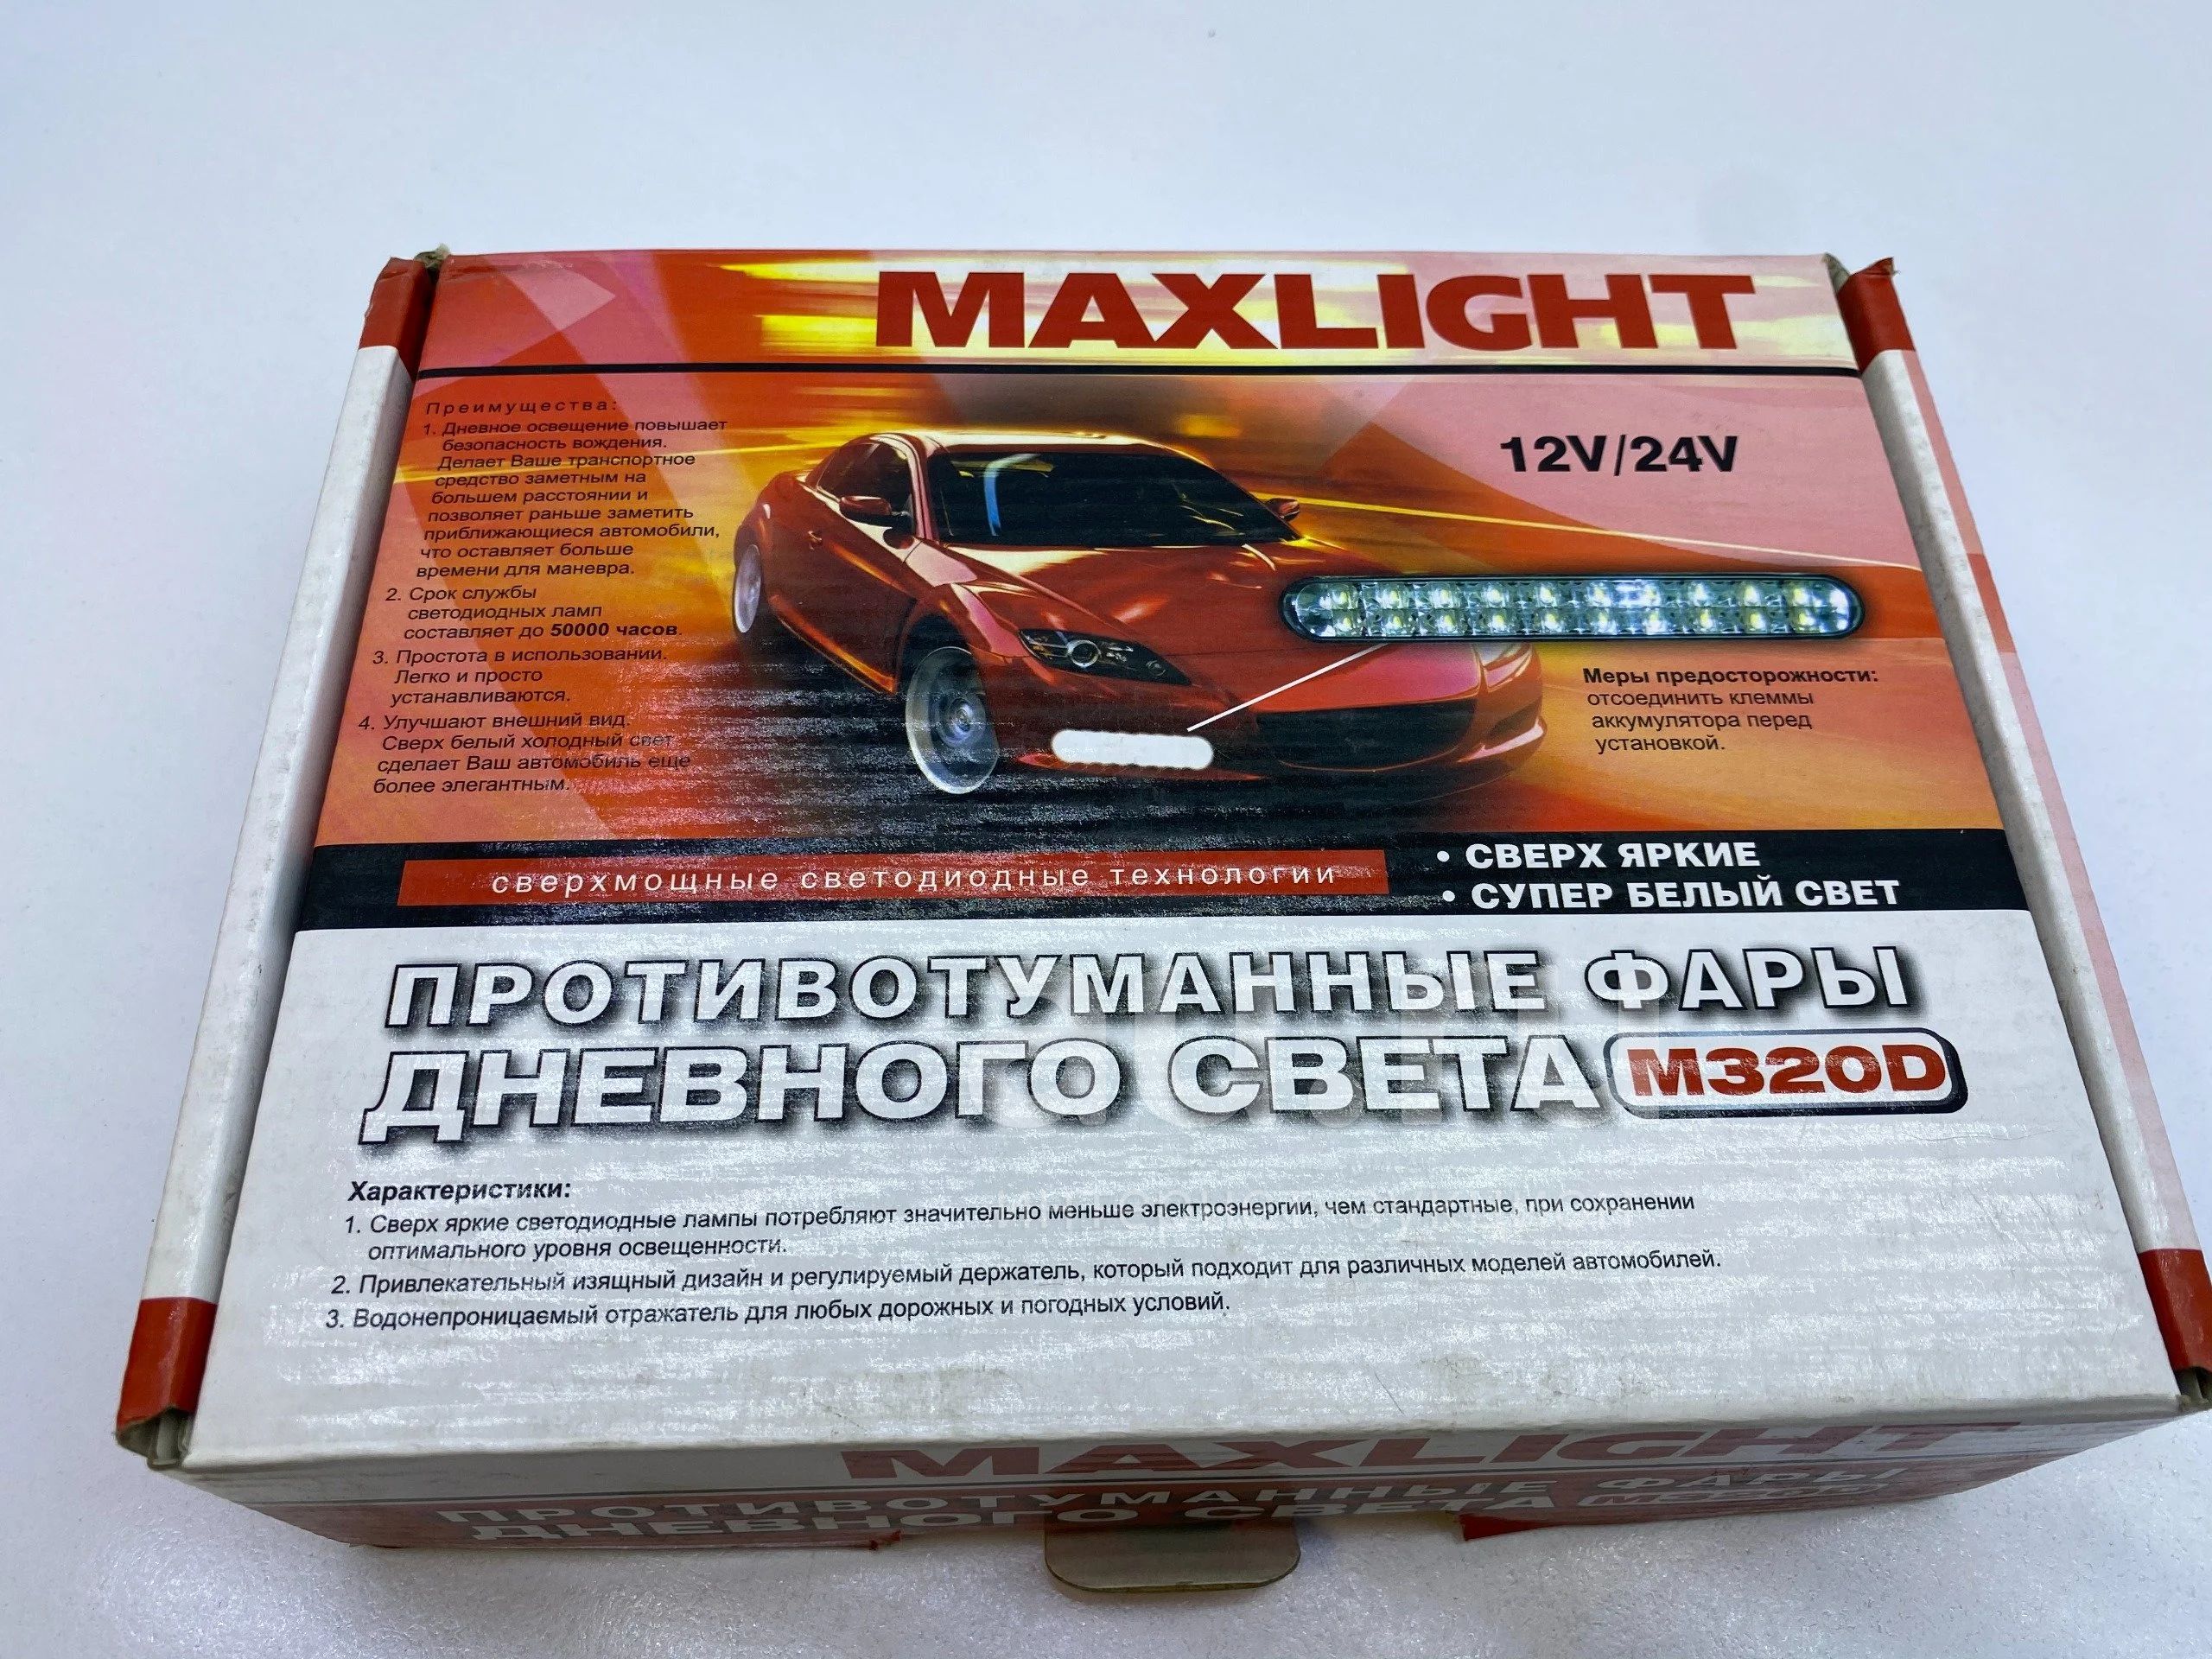 MAXLIGHT
12V/24V
Преимущества:
1. Дневное освещение повышает
безопасность вождения.
Делает Ваше транспортное
средство заметным на
большем расстоянии и
позволяет раньше заметить
приближающиеся автомобили,
что оставляет больше
времени для маневра.
2. Срок службы
светодиодных ламп
составляет до 50000 часов.
3. Простота в использовании.
Легко и просто
устанавливаются.
4. Улучшают внешний вид.
Сверх белый холодный свет
сделает Ваш автомобиль еще
более элегантным.
Меры предосторожности:
отсоединить клеммы
аккумулятора перед
установкой.
сверхмощные светодиодные технологии
• СВЕРХ ЯРКИЕ
• СУПЕР БЕЛЫЙ СВЕТ
ПРОТИВОТУМАННЫЕ ФАРЫ
ДНЕВНОГО СВЕТА M320D
Характеристики:
1. Сверх яркие светодиодные лампы потребляют значительно меньше электроэнергии, чем стандартные, при сохранении
оптимального уровня освещенности.
2. Привлекательный изящный дизайн и регулируемый держатель, который подходит для различных моделей автомобилей.
3. Водонепроницаемый отражатель для любых дорожных и погодных условий.
MAXLIGHT
ПРОТИВОТУМАННЫЕ ФАРЫ
ДНЕВНОГО СВЕТА